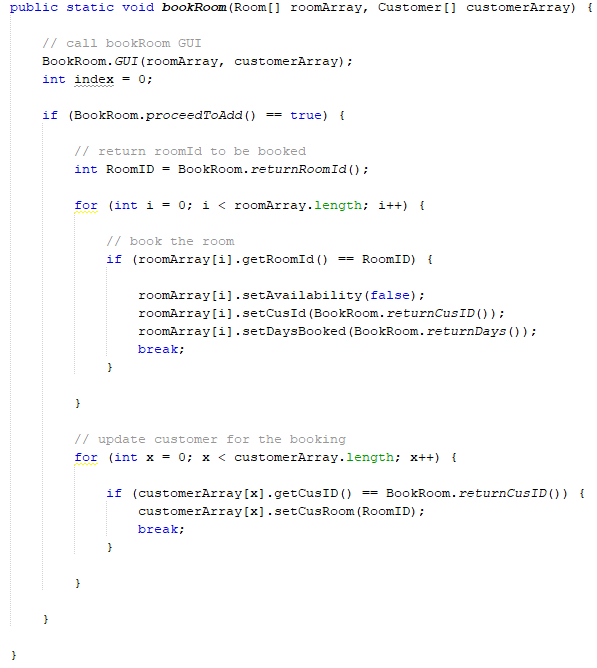 public static void bookRoom(Room[] roomArray, Customer[] customerArray) {
// call bookRoom GUI
BookRoom.GUI(roomArray, customerArray);
int index = 0;
if (BookRoom.proceedToAdd() == true) {
// return roomId to be booked
int RoomID = BookRoom.returnRoomId();
for (int i = 0; i < roomArray.length; i++) {
// book the room
if (roomArray[i].getRoomId() == RoomID) {
roomArray[i].setAvailability(false);
roomArray[i].setCusId(BookRoom.returnCusID());
roomArray[i].setDaysBooked(BookRoom.returnDays());
break;
}
}
// update customer for the booking
for (int x = 0; x < customerArray.length; x++) {
if (customerArray[x].getCusID() == BookRoom.returnCusID()) {
customerArray[x].setCusRoom(RoomID);
break;
}
}
}
}